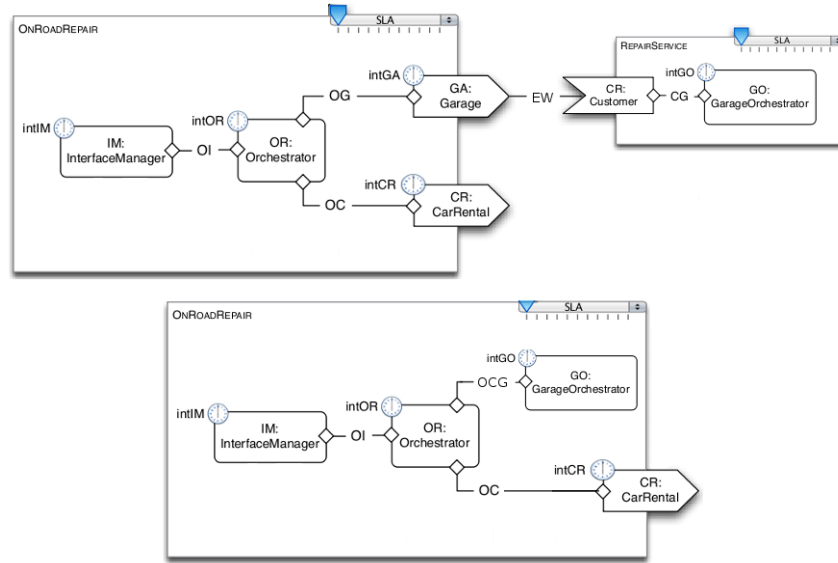 ONROADREPAIR
SLA
intIM
IM:
InterfaceManager
OI
intOR
OR:
Orchestrator
OG
intGA
GA:
Garage
OC
intCR
CR:
CarRental
EW
REPAIRSERVICE
SLA
CR:
Customer
CG
intGO
GO:
GarageOrchestrator
ONROADREPAIR
SLA
intIM
IM:
InterfaceManager
OI
intOR
OR:
Orchestrator
OCG
intGO
GO:
GarageOrchestrator
OC
intCR
CR:
CarRental